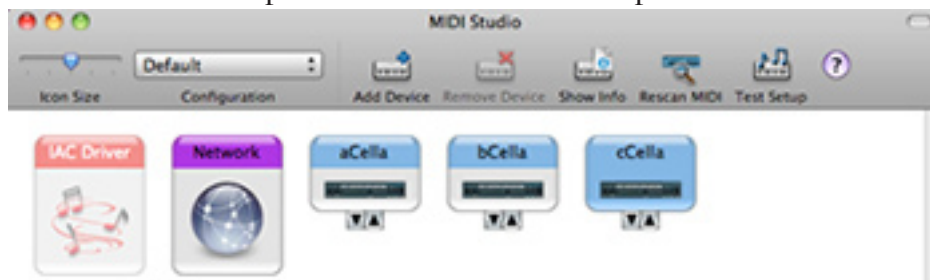 MIDI Studio
Default
Icon Size Configuration Add Device Remove Device Show Info Rescan MIDI Test Setup ?
IAC Driver Network aCella bCella cCella